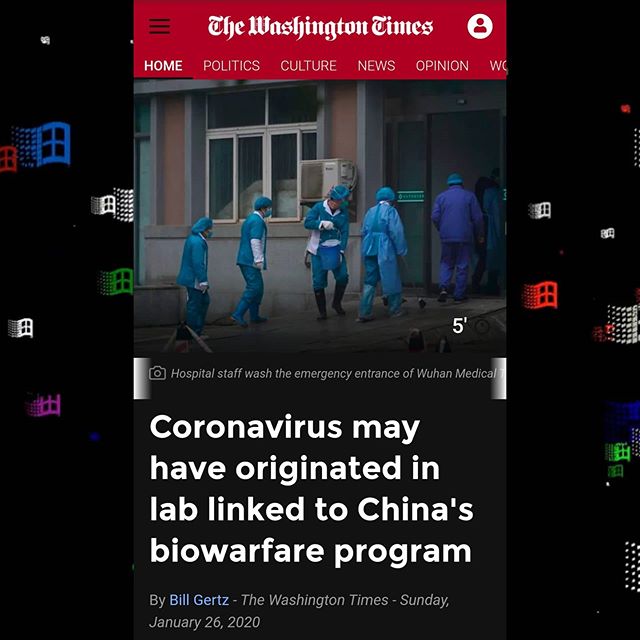 The Washington Times
HOME POLITICS CULTURE NEWS OPINION
5'
Hospital staff wash the emergency entrance of Wuhan Medical
Coronavirus may
have originated in
lab linked to China's
biowarfare program
By Bill Gertz - The Washington Times - Sunday,
January 26, 2020